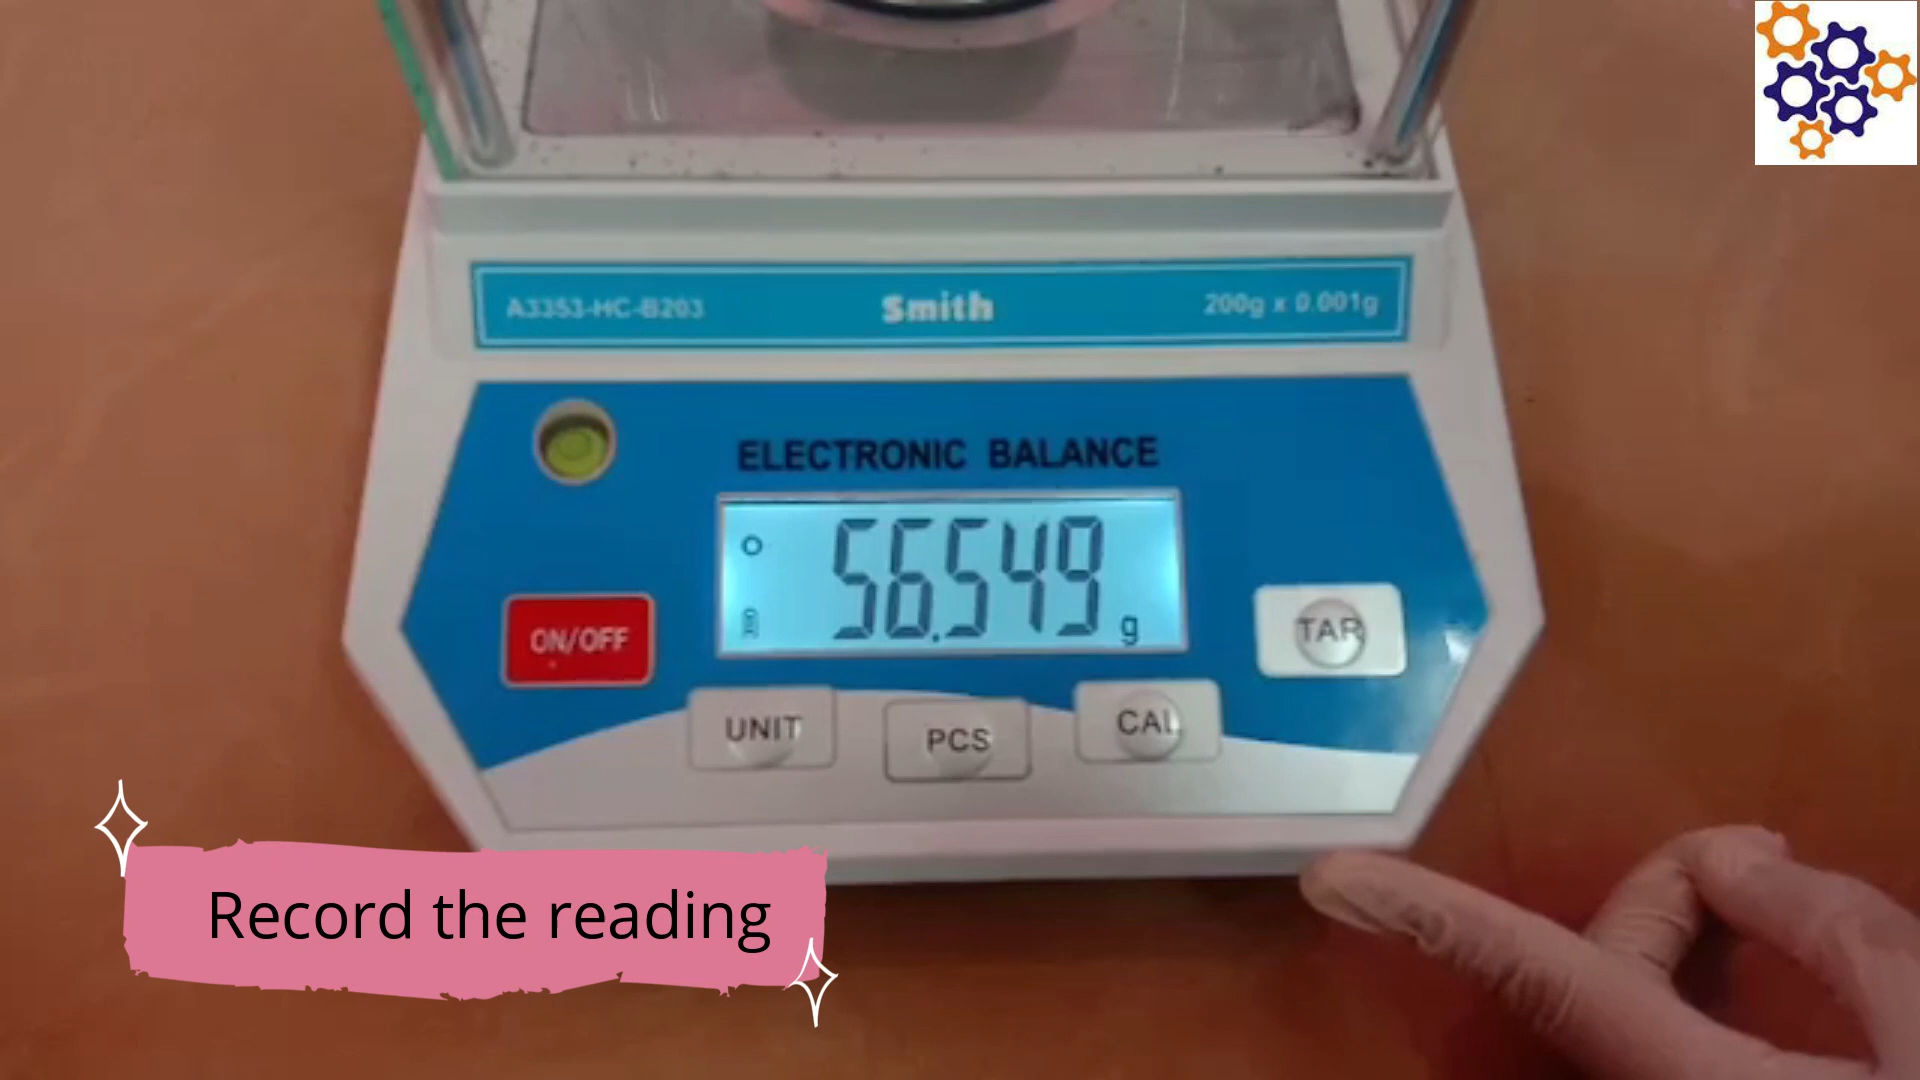 A3353-HC-B203 Smith 200g x 0.001g
ELECTRONIC BALANCE
56.549 g
ON/OFF
TAR
UNIT PCS CAL
Record the reading